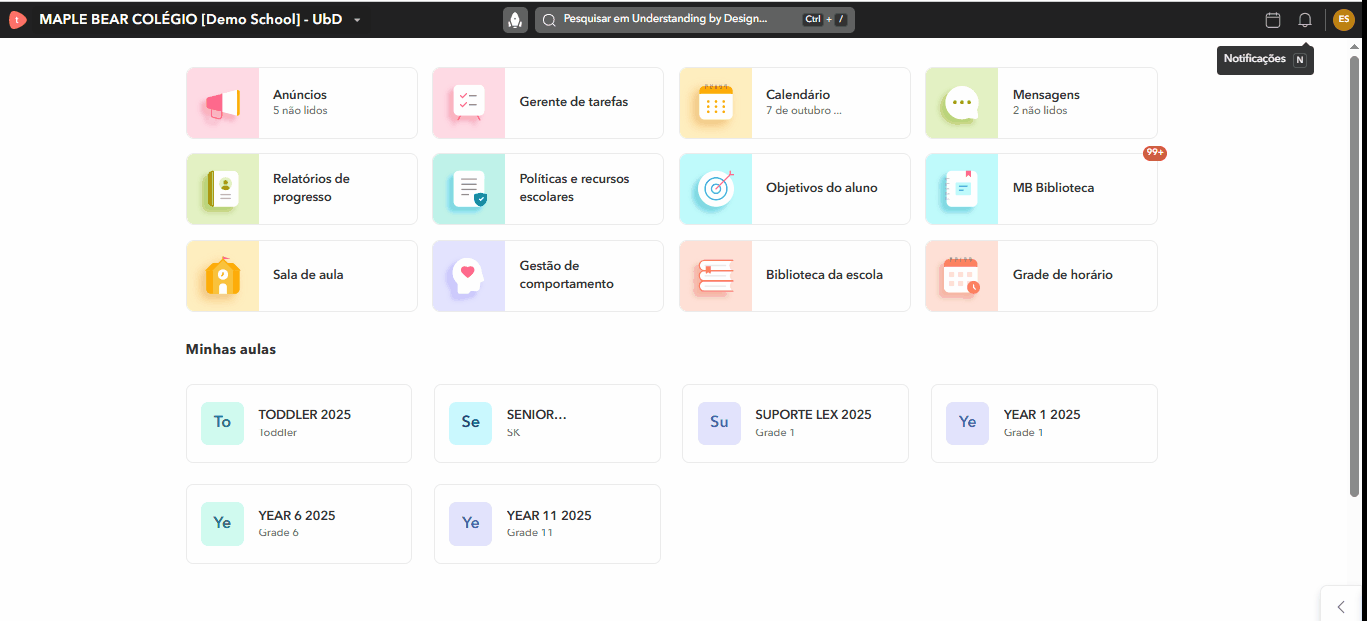 t MAPLE BEAR COLÉGIO [Demo School] - UbD
Pesquisar em Understanding by Design... Ctrl + /
ES
Notificações N
Anúncios
5 não lidos
Gerente de tarefas
Calendário
7 de outubro ...
Mensagens
2 não lidos
Relatórios de
progresso
Políticas e recursos
escolares
Objetivos do aluno
99+
MB Biblioteca
Sala de aula
Gestão de
comportamento
Biblioteca da escola
Grade de horário
Minhas aulas
To
TODDLER 2025
Toddler
Se
SENIOR...
SK
Su
SUPORTE LEX 2025
Grade 1
Ye
YEAR 1 2025
Grade 1
Ye
YEAR 6 2025
Grade 6
Ye
YEAR 11 2025
Grade 11